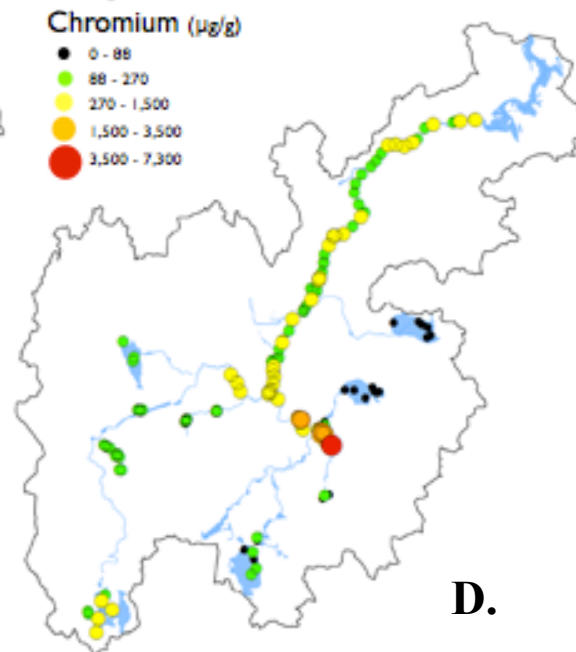 Chromium (µg/g)
0 - 88
88 - 270
270 - 1,500
1,500 - 3,500
3,500 - 7,300
D.